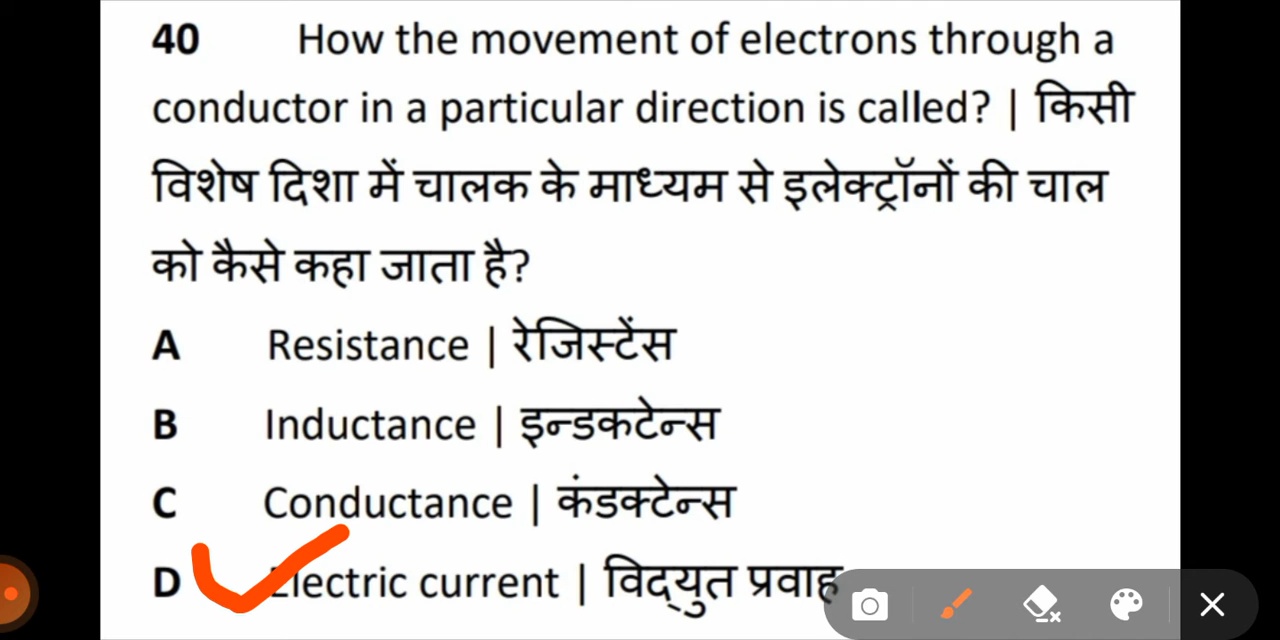 40 How the movement of electrons through a
conductor in a particular direction is called? | किसी
विशेष दिशा में चालक के माध्यम से इलेक्ट्रॉनों की चाल
को कैसे कहा जाता है?
A Resistance | रेजिस्टेंस
B Inductance | इन्डकटेन्स
C Conductance | कंडक्टेन्स
D Electric current | विद्युत प्रवाह